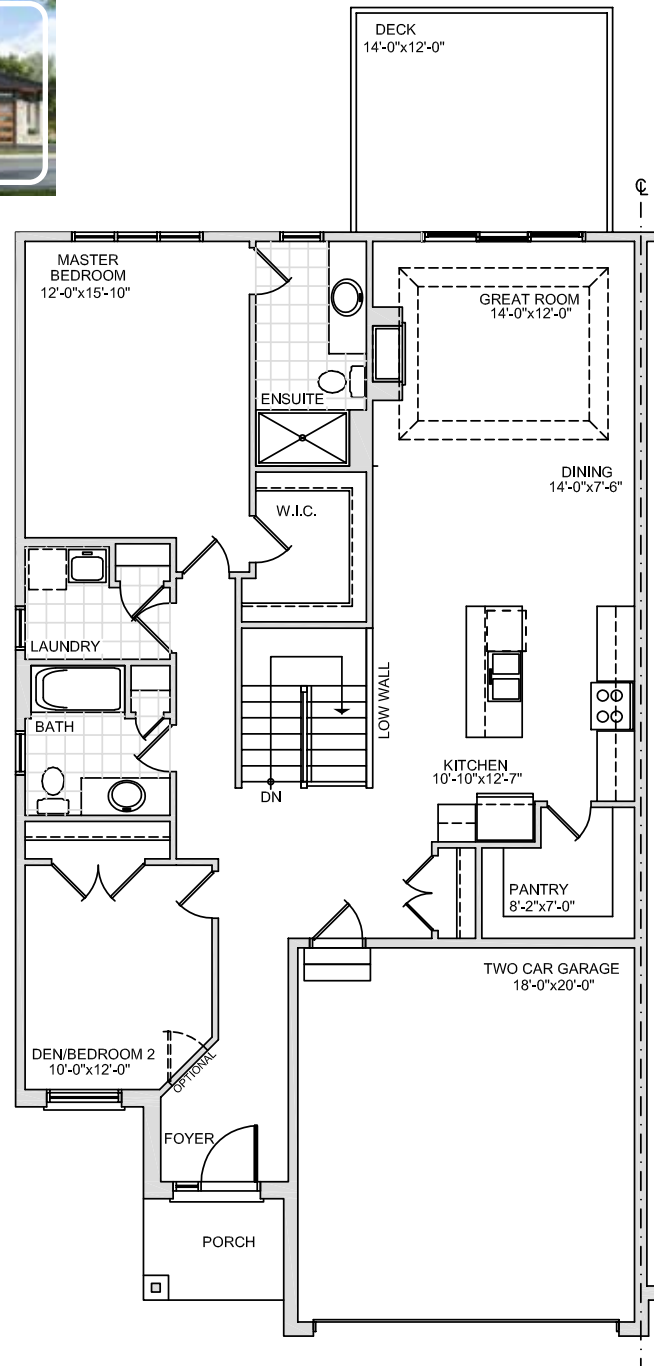 DECK
14'-0"x12'-0"
℄
MASTER
BEDROOM
12'-0"x15'-10"
GREAT ROOM
14'-0"x12'-0"
ENSUITE
DINING
14'-0"x7'-6"
W.I.C.
LAUNDRY
LOW WALL
BATH
KITCHEN
10'-10"x12'-7"
DN
PANTRY
8'-2"x7'-0"
TWO CAR GARAGE
18'-0"x20'-0"
DEN/BEDROOM 2
10'-0"x12'-0"
OPTIONAL
FOYER
PORCH